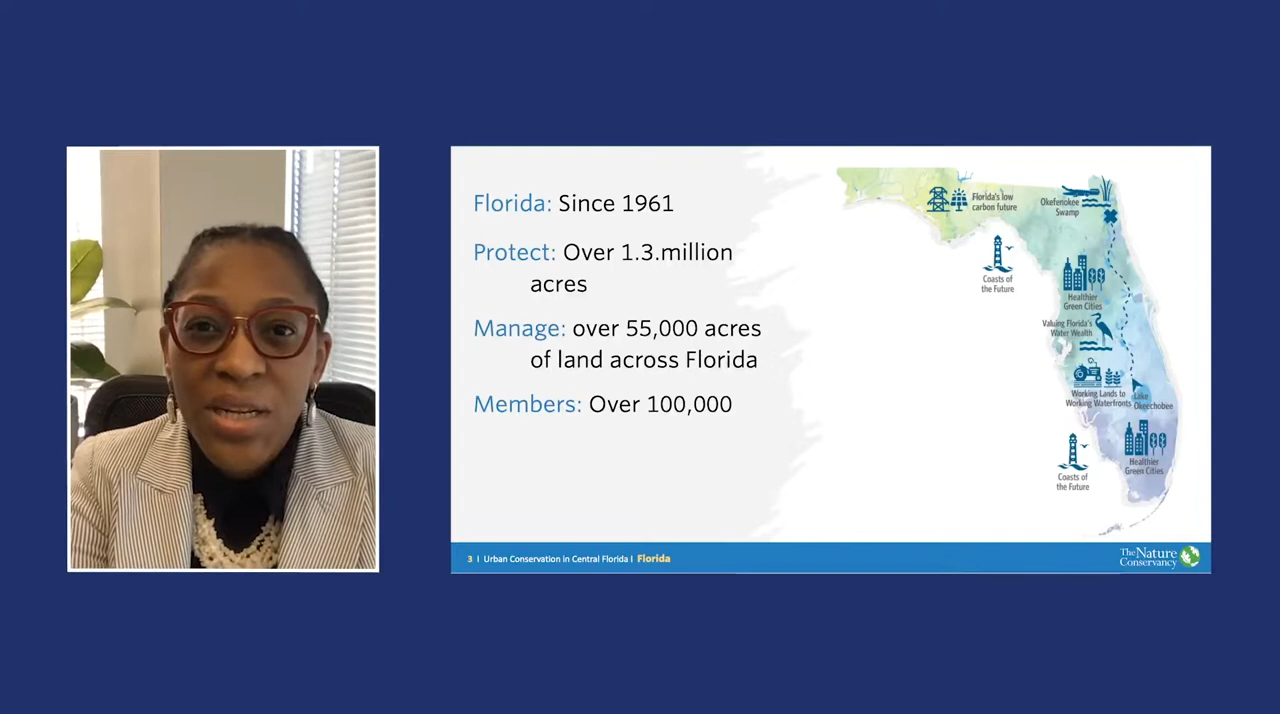 Florida: Since 1961
Protect: Over 1.3.million
acres
Manage: over 55,000 acres
of land across Florida
Members: Over 100,000
Florida's low
carbon future
Okefenokee
Swamp
Coasts of
the Future
Healthier
Green Cities
Valuing Florida's
Water Wealth
Working Lands to
Working Waterfronts
Lake
Okeechobee
Healthier
Green Cities
Coasts of
the Future
3 | Urban Conservation in Central Florida | Florida
The Nature
Conservancy